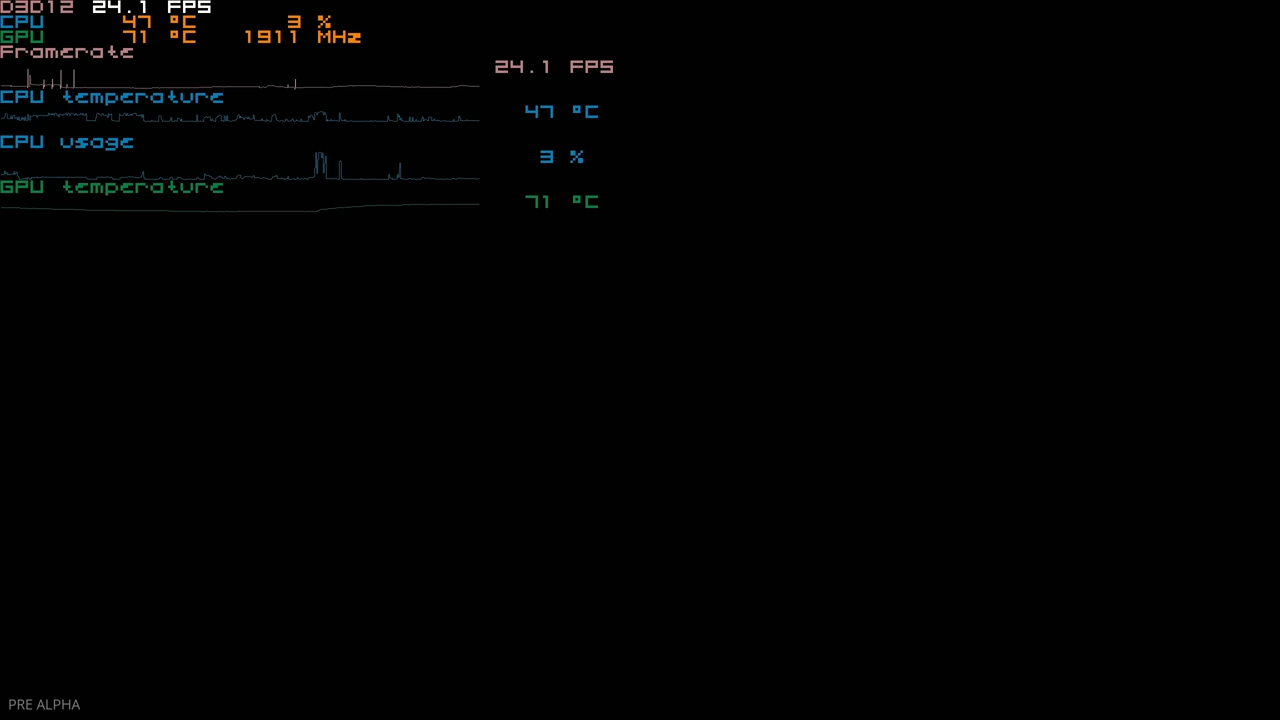 D3D12 24.1 FPS
CPU 47 °C 3 %
GPU 71 °C 1911 MHz
Framerate
24.1 FPS
CPU temperature
47 °C
CPU usage
3 %
GPU temperature
71 °C
PRE ALPHA